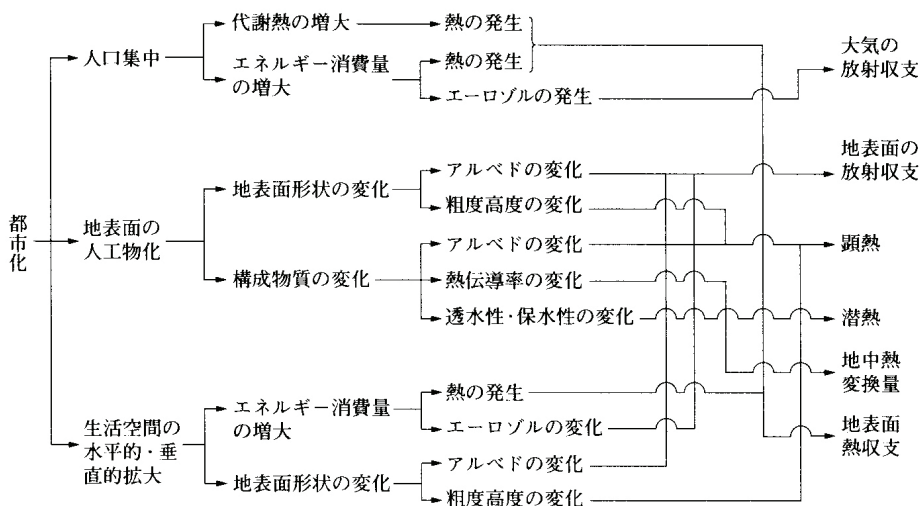 都市化
人口集中
代謝熱の増大
熱の発生
エネルギー消費量
の増大
熱の発生
エーロゾルの発生
大気の
放射収支
地表面の
人工物化
地表面形状の変化
アルベドの変化
地表面の
放射収支
粗度高度の変化
構成物質の変化
アルベドの変化
顕熱
熱伝導率の変化
透水性・保水性の変化
潜熱
地中熱
変換量
生活空間の
水平的・垂
直的拡大
エネルギー消費量
の増大
熱の発生
エーロゾルの変化
地表面
熱収支
地表面形状の変化
アルベドの変化
粗度高度の変化